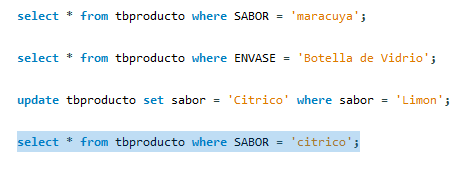 select * from tbproducto where SABOR = 'maracuya';
select * from tbproducto where ENVASE = 'Botella de Vidrio';
update tbproducto set sabor = 'Citrico' where sabor = 'Limon';
select * from tbproducto where SABOR = 'citrico';